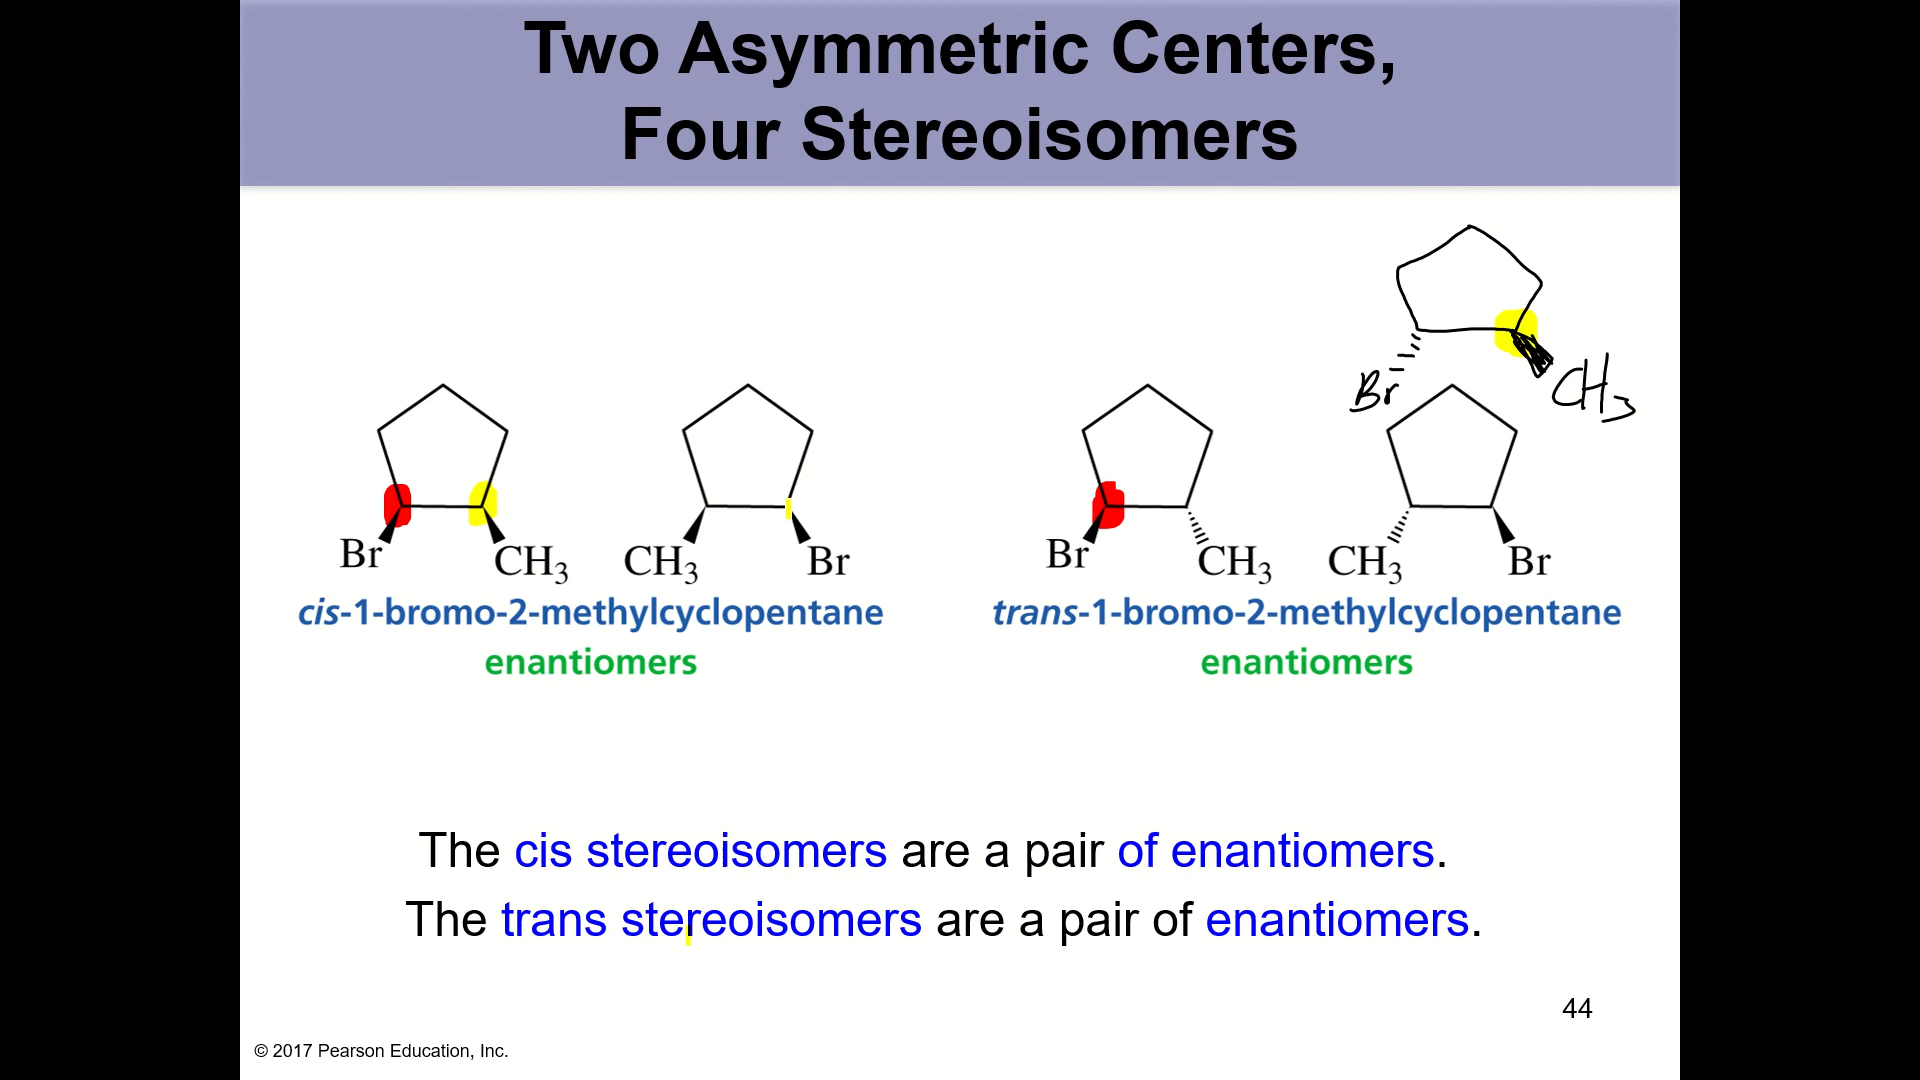 Two Asymmetric Centers,
Four Stereoisomers
Br
CH3
Br
CH₃
CH₃
Br
Br
CH₃
CH₃
Br
cis-1-bromo-2-methylcyclopentane
enantiomers
trans-1-bromo-2-methylcyclopentane
enantiomers
The cis stereoisomers are a pair of enantiomers.
The trans stereoisomers are a pair of enantiomers.
44
© 2017 Pearson Education, Inc.